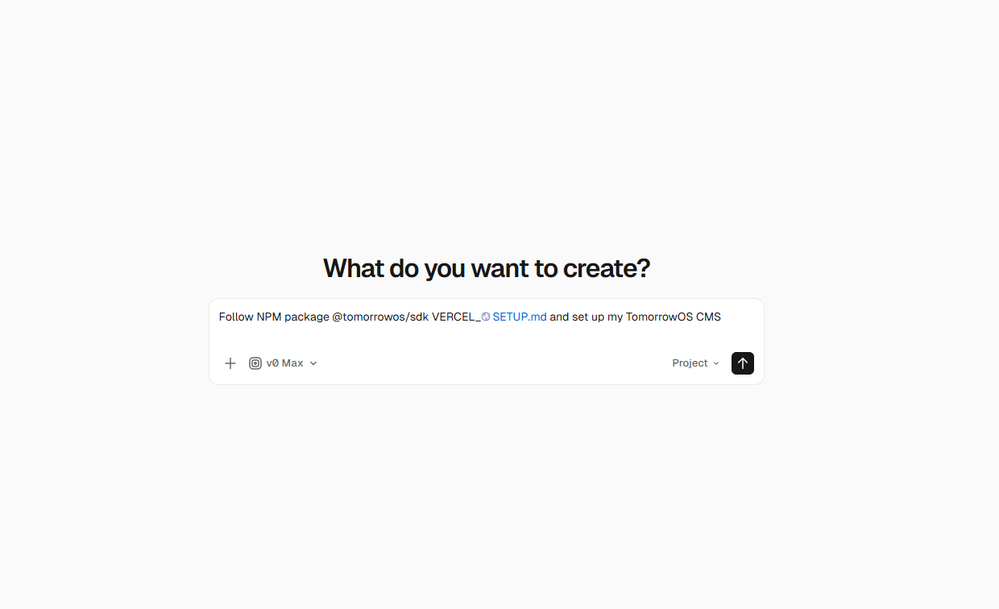 What do you want to create?
Follow NPM package @tomorrowos/sdk VERCEL_SETUP.md and set up my TomorrowOS CMS
v0 Max
Project